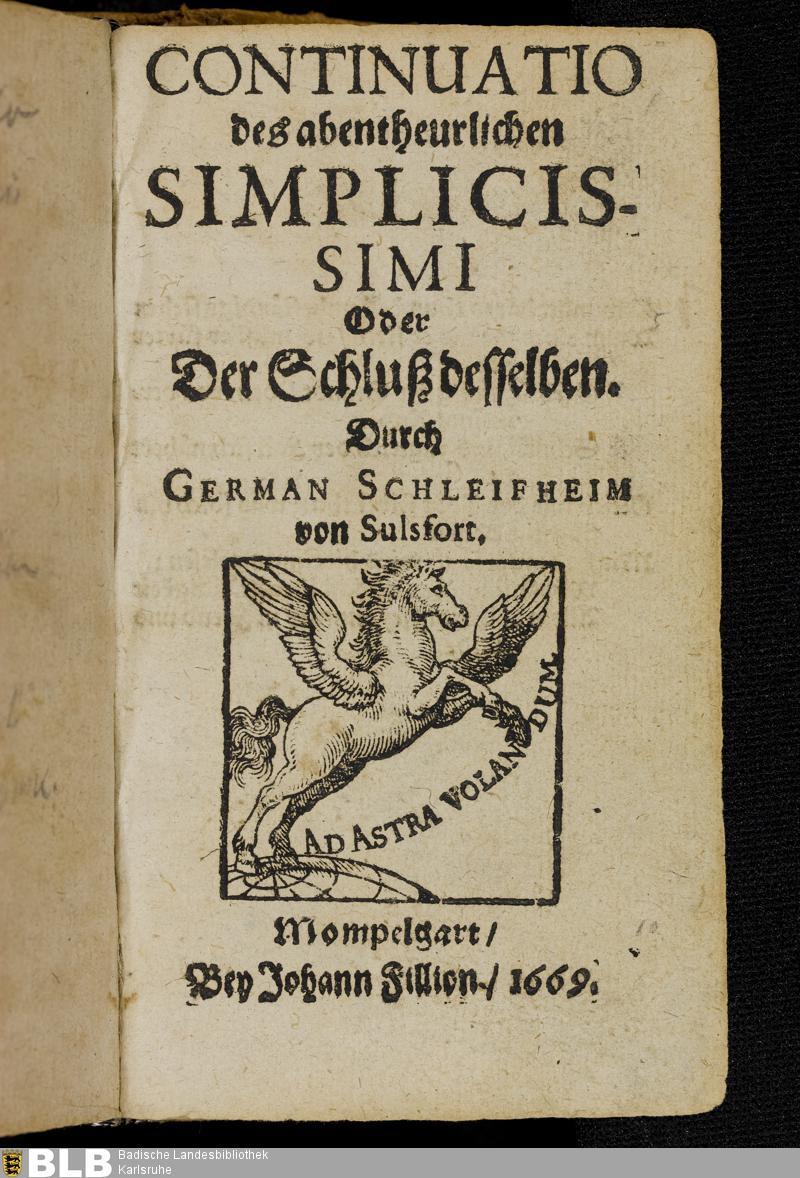 CONTINUATIO
des abentheurlichen
SIMPLICIS-
SIMI
Oder
Der Schluß desselben.
Durch
GERMAN SCHLEIFHEIM
von Sulsfort.
AD ASTRA VOLANDUM
Mompelgart/
Bey Johann Fillion/ 1669.
BLB Badische Landesbibliothek
Karlsruhe